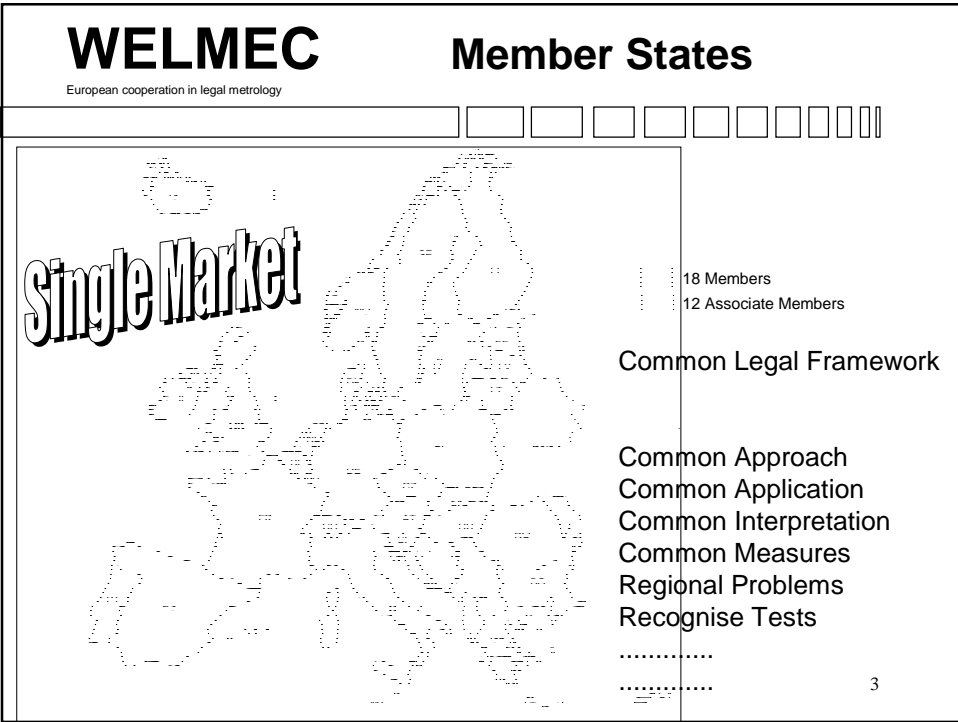 WELMEC Member States
European cooperation in legal metrology
Single Market
18 Members
12 Associate Members
Common Legal Framework
Common Approach
Common Application
Common Interpretation
Common Measures
Regional Problems
Recognise Tests
.............
.............
3